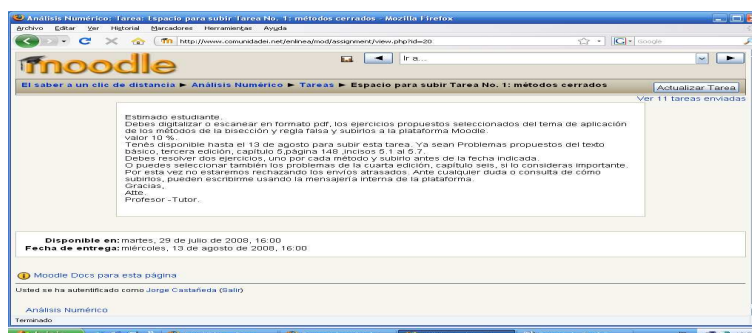 Análisis Numérico: Tarea: Espacio para subir Tarea No. 1: métodos cerrados - Mozilla Firefox
Archivo Editar Ver Historial Marcadores Herramientas Ayuda
http://www.comunidadei.net/enlinea/mod/assignment/view.php?id=20
Google
moodle
Ir a...
El saber a un clic de distancia ► Análisis Numérico ► Tareas ► Espacio para subir Tarea No. 1: métodos cerrados
Actualizar Tarea
Ver 11 tareas enviadas
Estimado estudiante.
Debes digitalizar o escanear en formato pdf, los ejercicios propuestos seleccionados del tema de aplicación
de los métodos de la bisección y regla falsa y subirlos a la plataforma Moodle.
valor 10 %.
Tenés disponible hasta el 13 de agosto para subir esta tarea. Ya sean Problemas propuestos del texto
básico, tercera edición, capítulo 5,página 148 ,incisos 5.1 al 5.7.
Debes resolver dos ejercicios, uno por cada método y subirlo antes de la fecha indicada.
O puedes seleccionar también los problemas de la cuarta edición, capítulo seis, si lo consideras importante.
Por esta vez no estaremos rechazando los envíos atrasados. Ante cualquier duda o consulta de cómo
subirlos, pueden escribirme usando la mensajería interna de la plataforma.
Gracias,
Atte.
Profesor -Tutor.
Disponible en: martes, 29 de julio de 2008, 16:00
Fecha de entrega: miércoles, 13 de agosto de 2008, 16:00
Moodle Docs para esta página
Usted se ha autentificado como Jorge Castañeda (Salir)
Análisis Numérico
Terminado